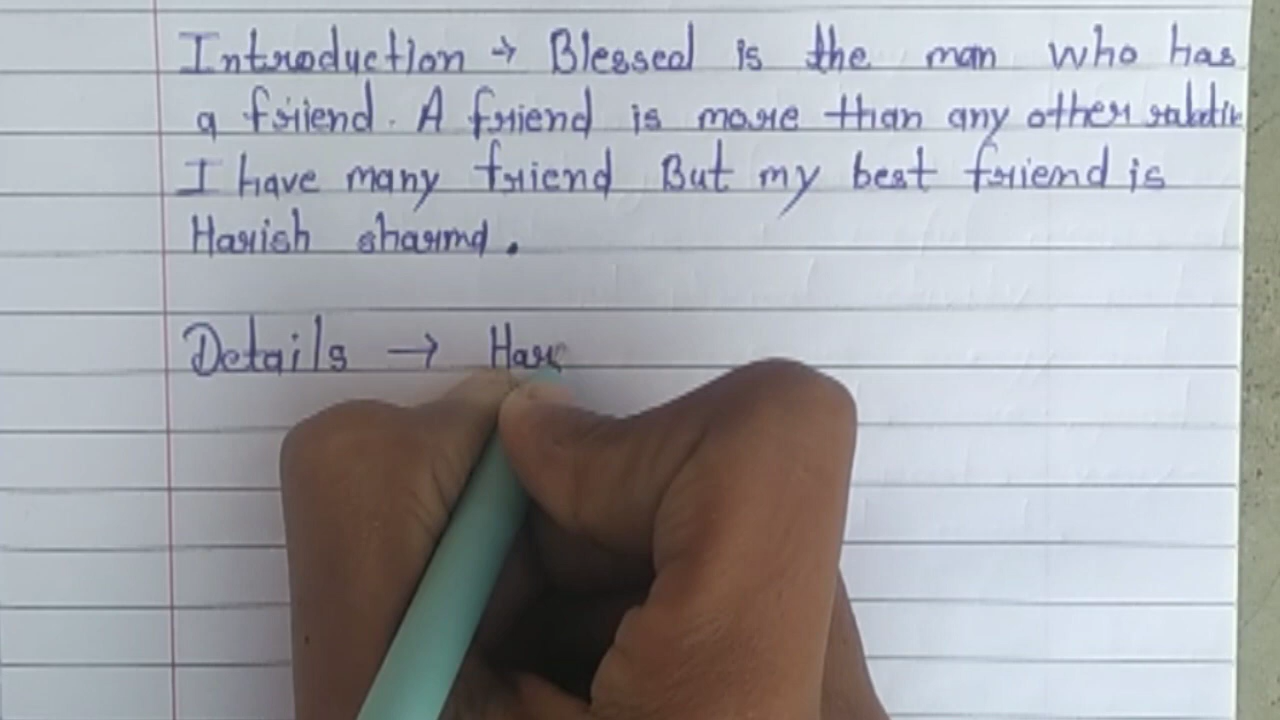 Introduction → Blessed is the man who has
a friend. A friend is more than any other
I have many friend But my best friend is
Harish sharma.
Details → Har